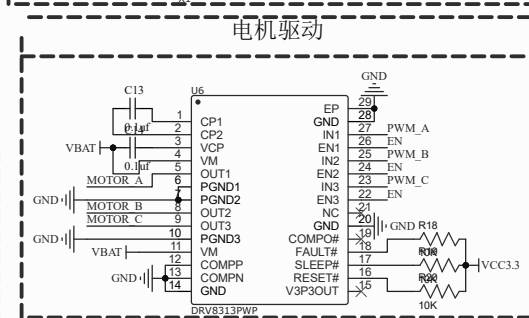 电机驱动
GND
C13
U6
1 CP1 EP 29
2 CP2 GND 28
0.1uf
3 VCP IN1 27 PWM_A
VBAT
4 VM EN1 26 EN
0.1uf
5 OUT1 IN2 25 PWM_B
MOTOR_A
6 PGND1 EN2 24 EN
GND
7 PGND2 IN3 23 PWM_C
MOTOR_B
8 OUT2 EN3 22 EN
MOTOR_C
9 OUT3 NC 21
GND
10 PGND3 GND 20 GND
R18
VBAT
11 VM COMPO# 19
12 COMPP FAULT# 18
10K
GND
13 COMPN SLEEP# 17
VCC3.3
14 GND RESET# 16
R20
V3P3OUT 15
10K
DRV8313PWP